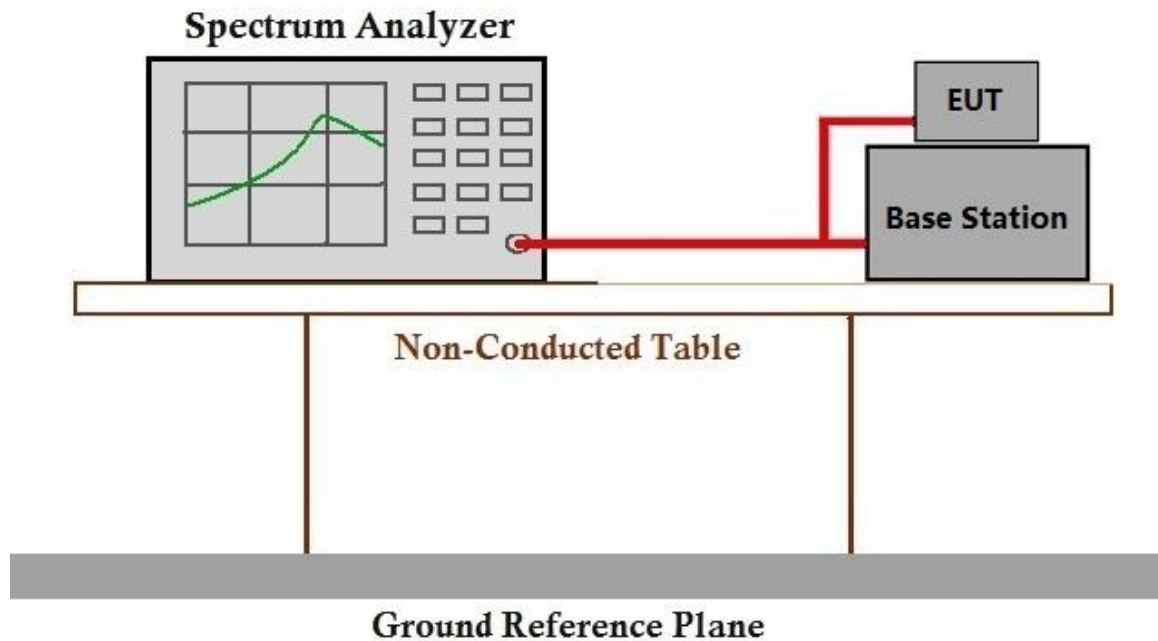 Spectrum Analyzer
EUT
Base Station
Non-Conducted Table
Ground Reference Plane